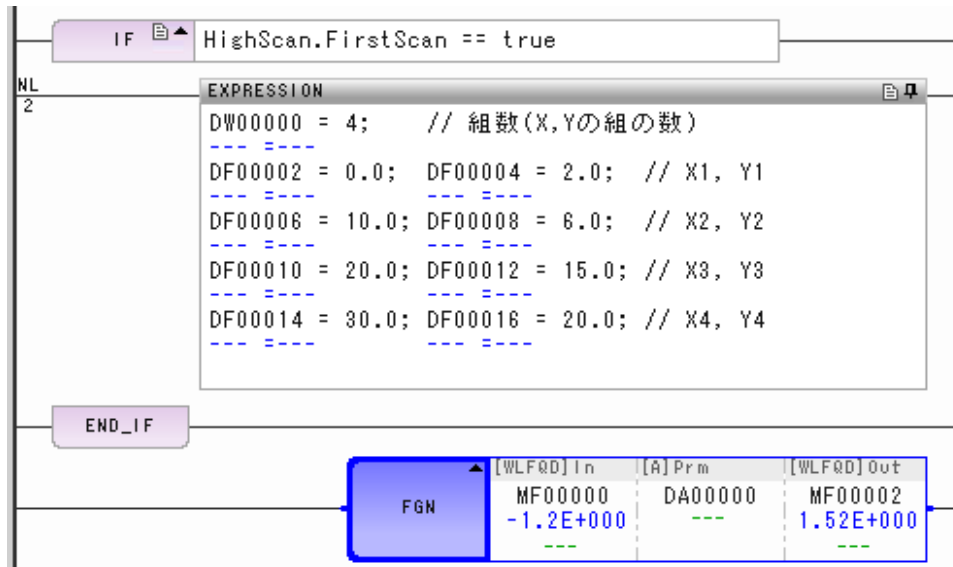 IF HighScan.FirstScan == true
NL
2
EXPRESSION
DW00000 = 4; // 組数(X,Yの組の数)
--- =---
DF00002 = 0.0; DF00004 = 2.0; // X1, Y1
--- =--- --- =---
DF00006 = 10.0; DF00008 = 6.0; // X2, Y2
--- =--- --- =---
DF00010 = 20.0; DF00012 = 15.0; // X3, Y3
--- =--- --- =---
DF00014 = 30.0; DF00016 = 20.0; // X4, Y4
--- =--- --- =---
END_IF
[WLFQD]In [A]Prm [WLFQD]Out
FGN MF00000 DA00000 MF00002
-1.2E+000 --- 1.52E+000
--- ---